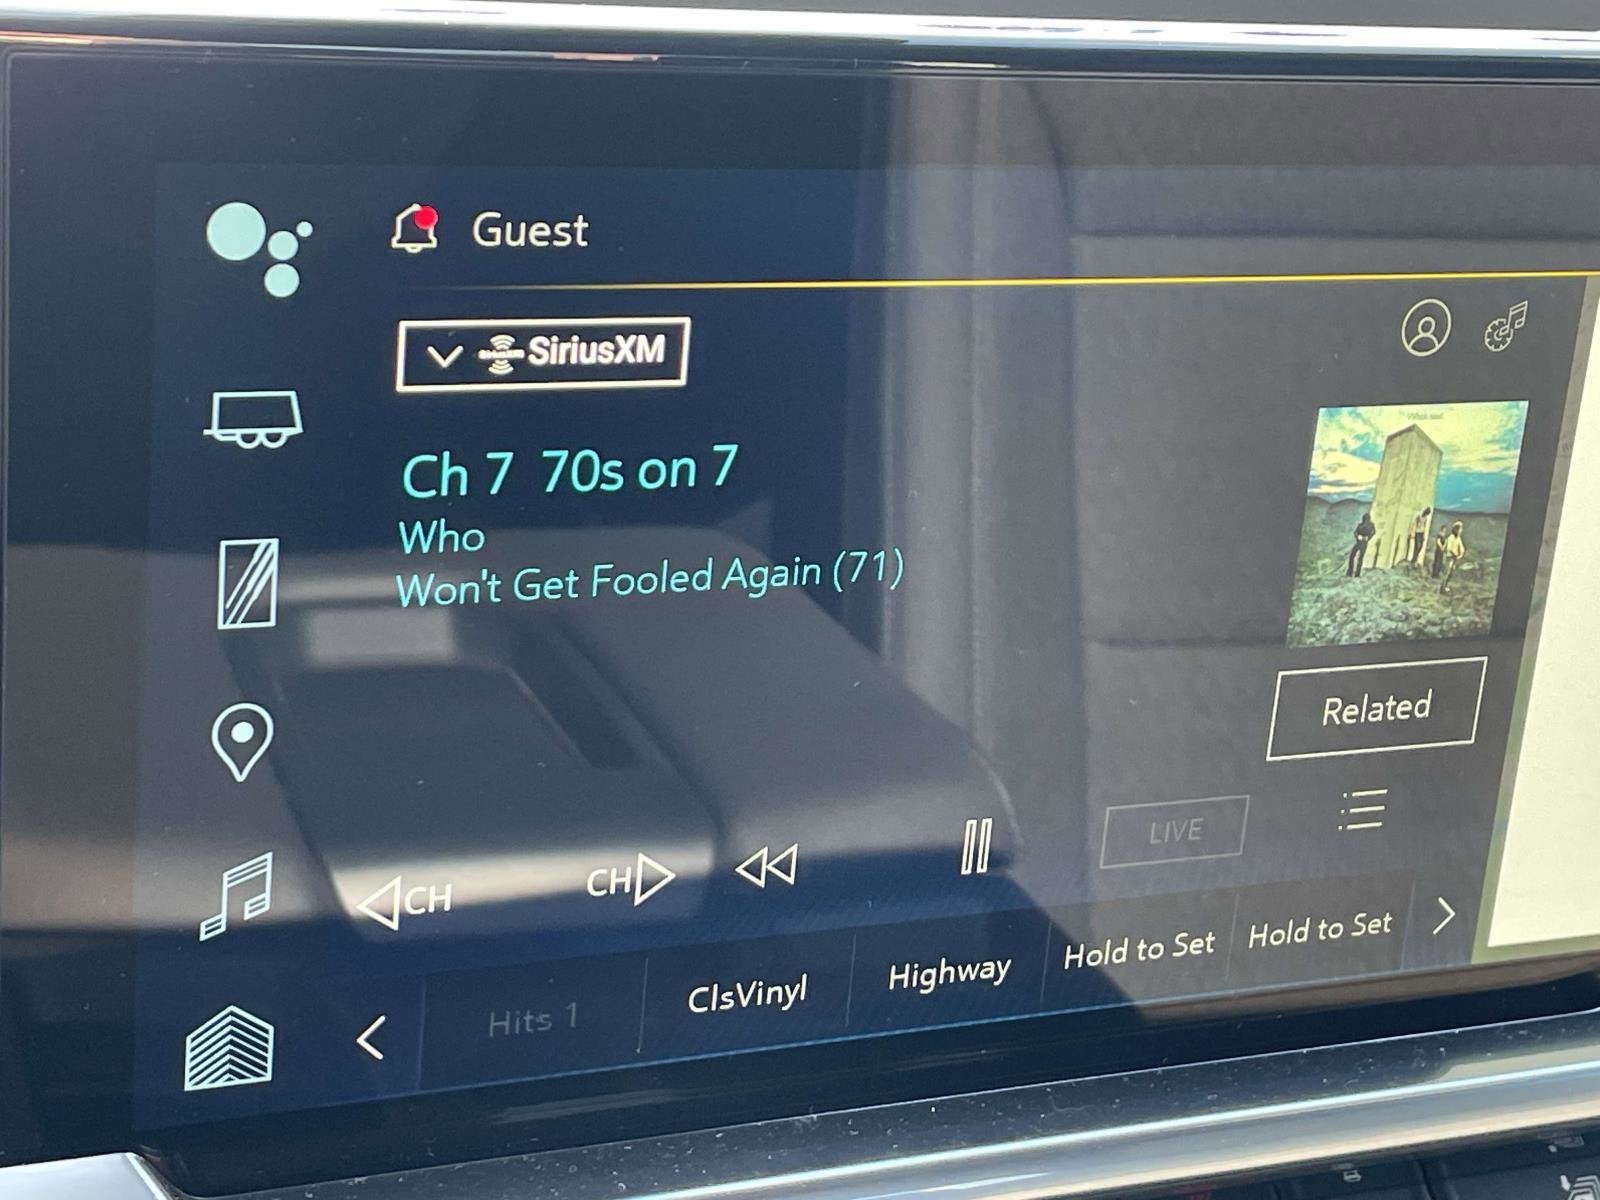 Guest
SiriusXM
Ch 7 70s on 7
Who
Won't Get Fooled Again (71)
Related
LIVE
CH
CH
Hits 1
ClsVinyl
Highway
Hold to Set
Hold to Set